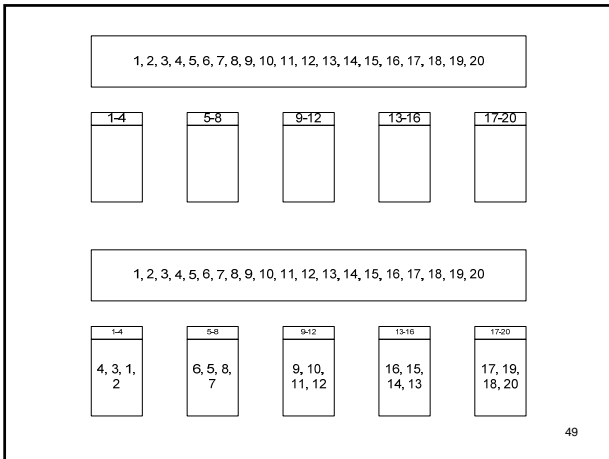 1, 2, 3, 4, 5, 6, 7, 8, 9, 10, 11, 12, 13, 14, 15, 16, 17, 18, 19, 20
1-4 5-8 9-12 13-16 17-20
1, 2, 3, 4, 5, 6, 7, 8, 9, 10, 11, 12, 13, 14, 15, 16, 17, 18, 19, 20
1-4 5-8 9-12 13-16 17-20
4, 3, 1,
2
6, 5, 8,
7
9, 10,
11, 12
16, 15,
14, 13
17, 19,
18, 20
49